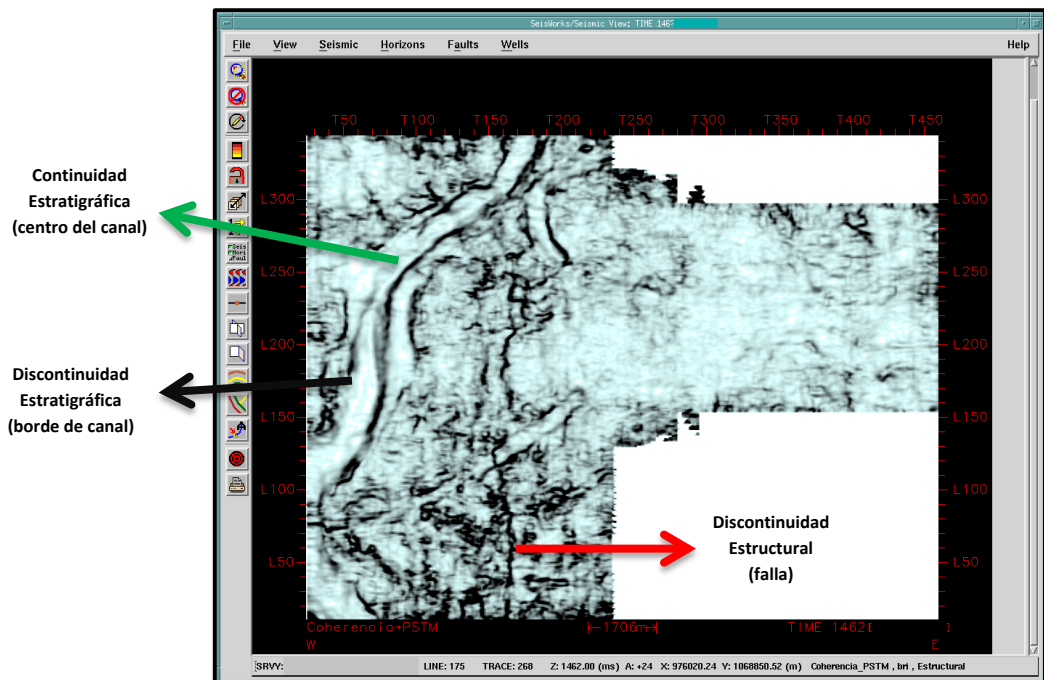 SeisWorks/Seismic View: TIME 1462
File View Seismic Horizons Faults Wells Help
T50 T100 T150 T200 T250 T300 T350 T400 T450
Continuidad
Estratigráfica
(centro del canal)
L300
L250
L200
L150
L100
L50
Discontinuidad
Estratigráfica
(borde de canal)
L300
L250
L200
L150
L100
L50
Discontinuidad
Estructural
(falla)
Coherencia+PSTM 1706m TIME 1462[ ]
W E
SRVY: LINE: 175 TRACE: 268 Z: 1462.00 (ms) A: +24 X: 976020.24 Y: 1068850.52 (m) Coherencia_PSTM , bri , Estructural